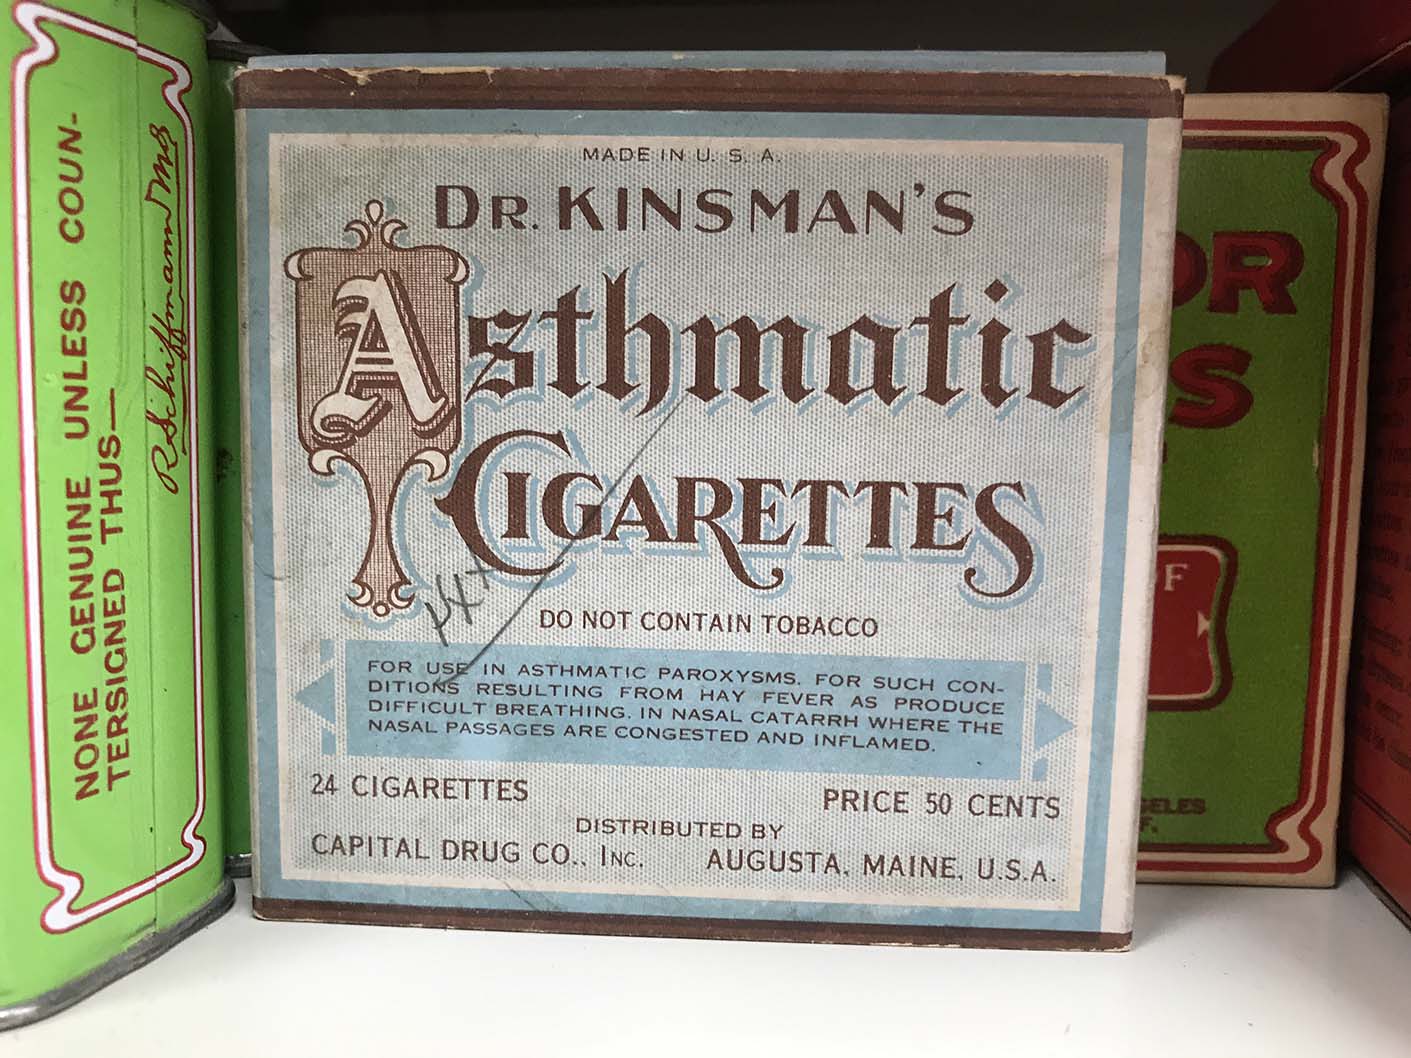 NONE GENUINE UNLESS COUN-
TERSIGNED THUS—
R Schiffmann MD
MADE IN U. S. A.
DR. KINSMAN'S
Asthmatic
CIGARETTES
DO NOT CONTAIN TOBACCO
FOR USE IN ASTHMATIC PAROXYSMS. FOR SUCH CON-
DITIONS RESULTING FROM HAY FEVER AS PRODUCE
DIFFICULT BREATHING. IN NASAL CATARRH WHERE THE
NASAL PASSAGES ARE CONGESTED AND INFLAMED.
24 CIGARETTES
PRICE 50 CENTS
DISTRIBUTED BY
CAPITAL DRUG CO., INC.
AUGUSTA, MAINE, U.S.A.
OF